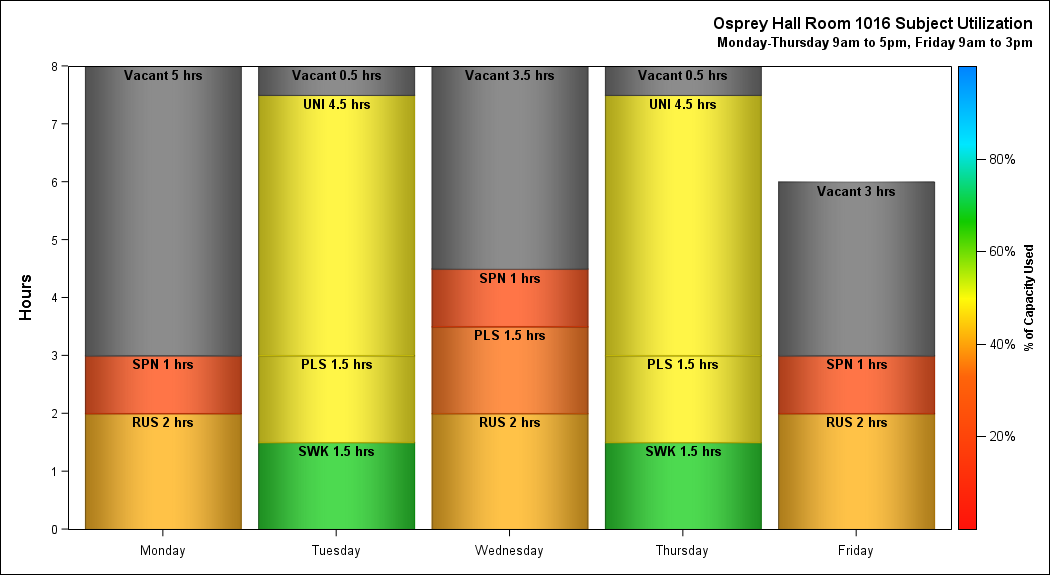 Osprey Hall Room 1016 Subject Utilization
Monday-Thursday 9am to 5pm, Friday 9am to 3pm
Hours
8
7
6
5
4
3
2
1
0
Vacant 5 hrs
SPN 1 hrs
RUS 2 hrs
Vacant 0.5 hrs
UNI 4.5 hrs
PLS 1.5 hrs
SWK 1.5 hrs
Vacant 3.5 hrs
SPN 1 hrs
PLS 1.5 hrs
RUS 2 hrs
Vacant 0.5 hrs
UNI 4.5 hrs
PLS 1.5 hrs
SWK 1.5 hrs
Vacant 3 hrs
SPN 1 hrs
RUS 2 hrs
Monday Tuesday Wednesday Thursday Friday
80%
60%
40%
20%
% of Capacity Used